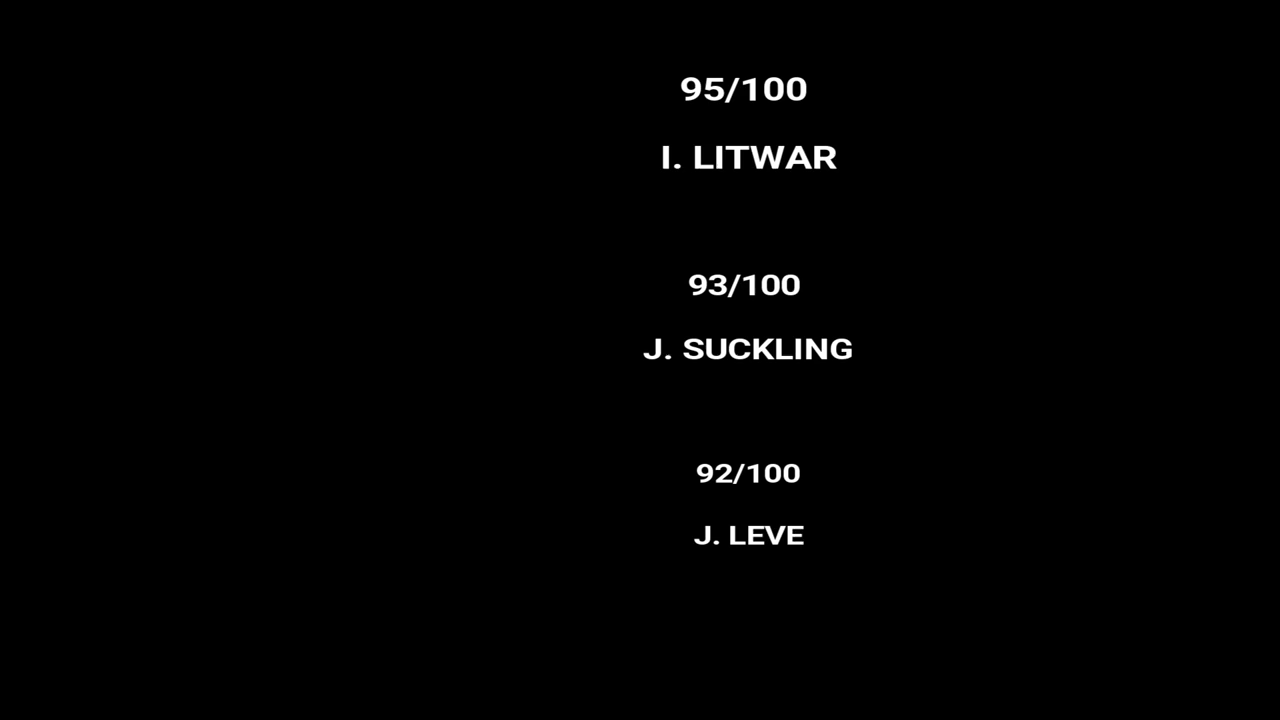 95/100
I. LITWAR
93/100
J. SUCKLING
92/100
J. LEVE